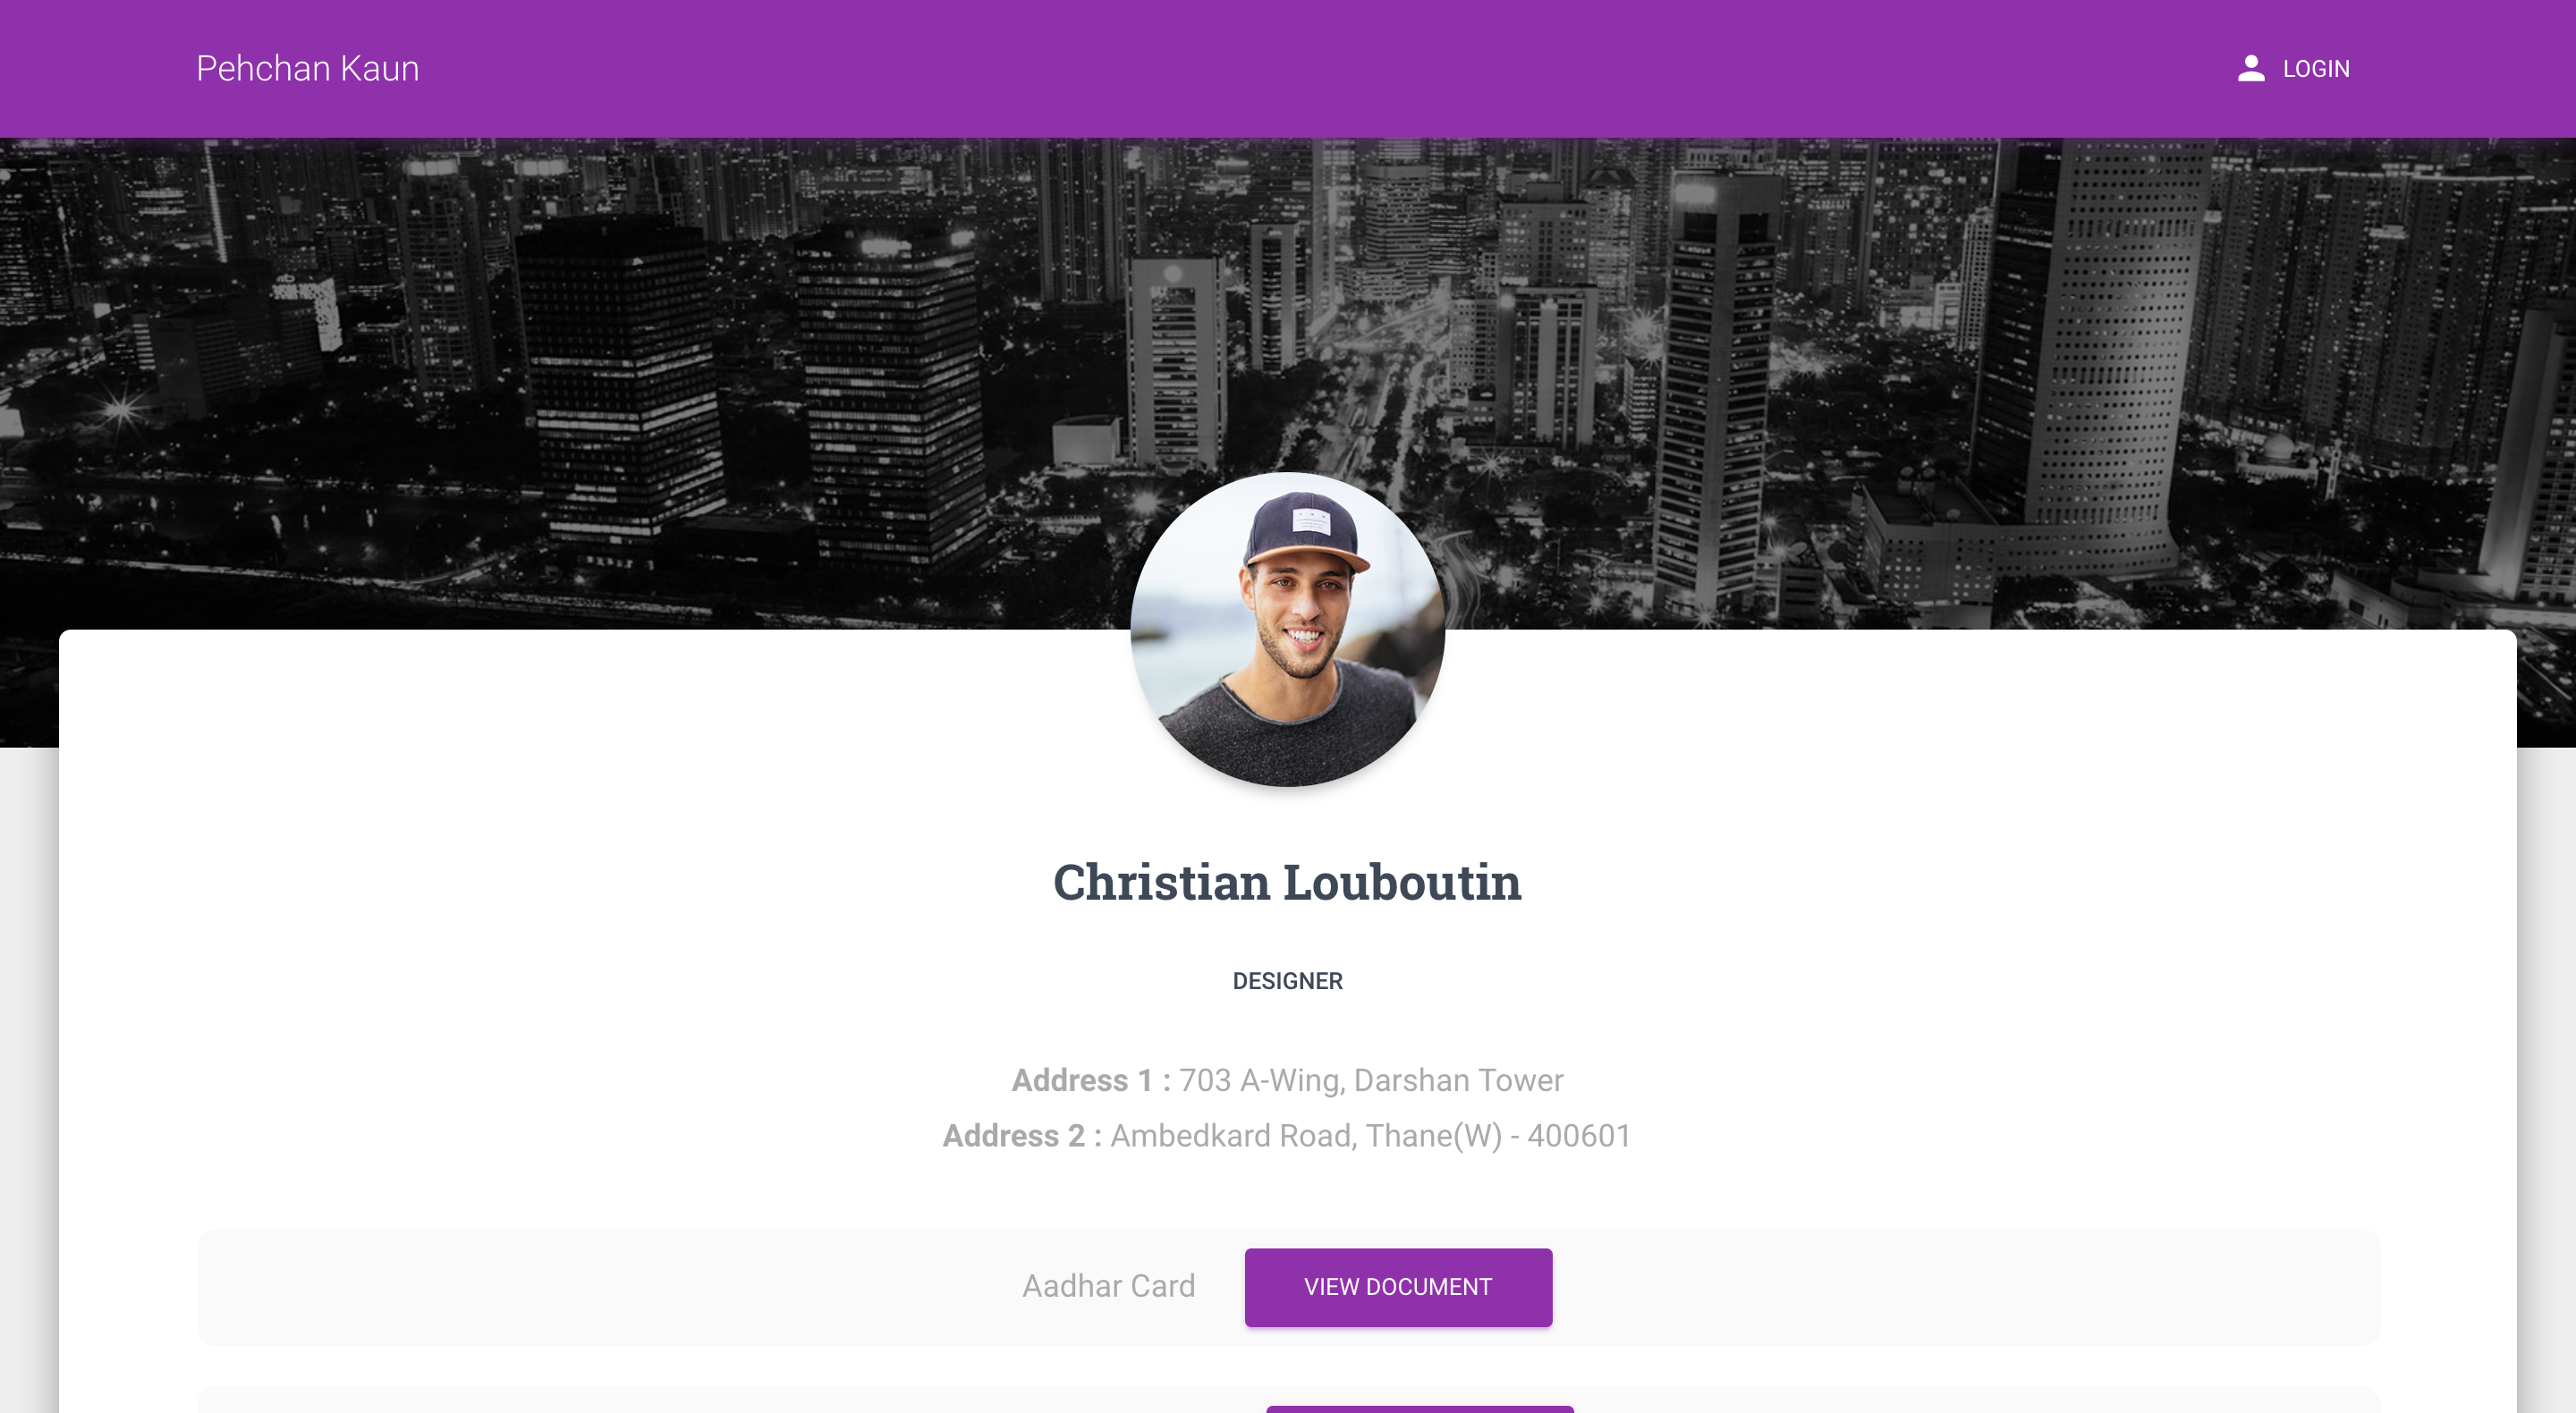 Pehchan Kaun
LOGIN
Christian Louboutin
DESIGNER
Address 1 : 703 A-Wing, Darshan Tower
Address 2 : Ambedkard Road, Thane(W) - 400601
Aadhar Card
VIEW DOCUMENT